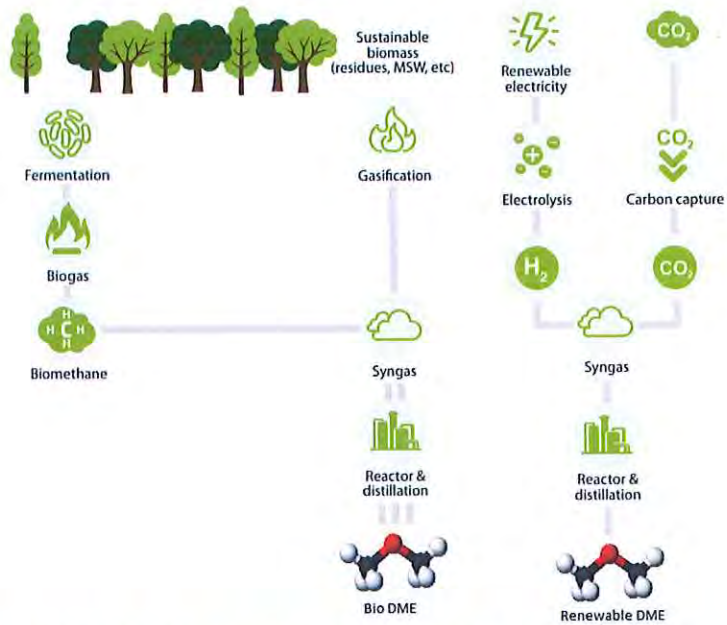 Sustainable
biomass
(residues, MSW, etc)
Renewable
electricity
CO₂
Fermentation
Gasification
Electrolysis
CO₂
Carbon capture
Biogas
H₂
CO₂
H C H
H
H
Biomethane
Syngas
Syngas
Reactor &
distillation
Reactor &
distillation
Bio DME
Renewable DME